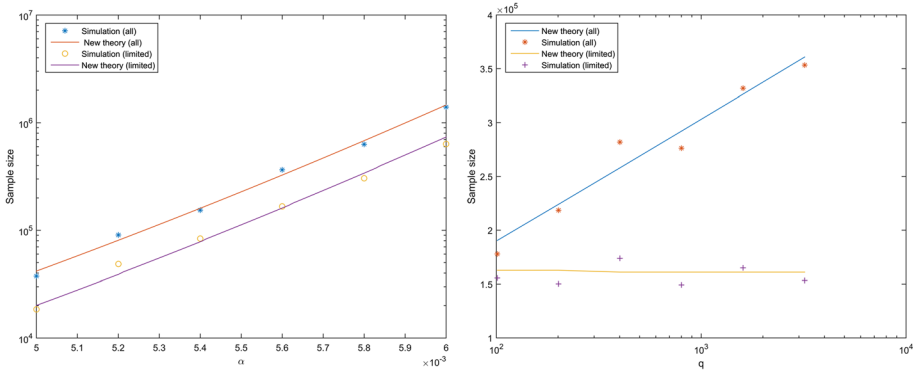 10^7
10^6
10^5
10^4
Sample size
Simulation (all)
New theory (all)
Simulation (limited)
New theory (limited)
5 5.1 5.2 5.3 5.4 5.5 5.6 5.7 5.8 5.9 6
×10^-3
α
×10^5
4
3.5
3
2.5
2
1.5
1
Sample size
New theory (all)
Simulation (all)
New theory (limited)
Simulation (limited)
10^2 10^3 10^4
q